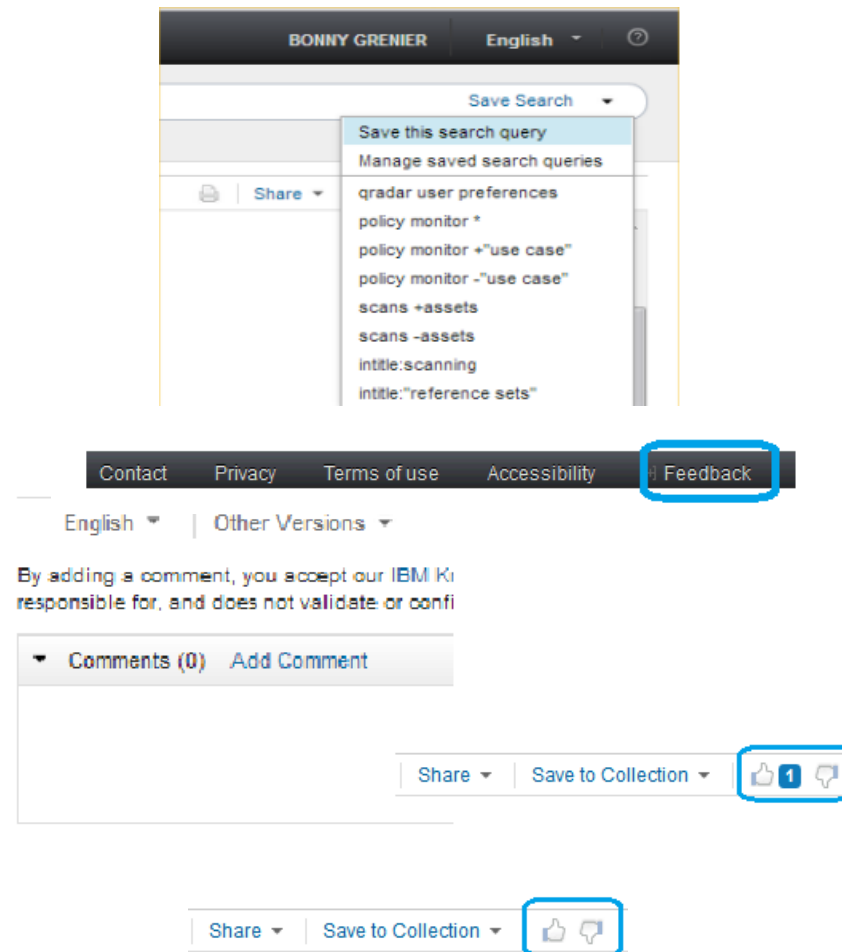 BONNY GRENIER English
Save Search
Save this search query
Manage saved search queries
Share
qradar user preferences
policy monitor *
policy monitor +"use case"
policy monitor -"use case"
scans +assets
scans -assets
intitle:scanning
intitle:"reference sets"
Contact Privacy Terms of use Accessibility Feedback
English | Other Versions
By adding a comment, you accept our IBM
responsible for, and does not validate or
Comments (0) Add Comment
Share Save to Collection 1
Share Save to Collection